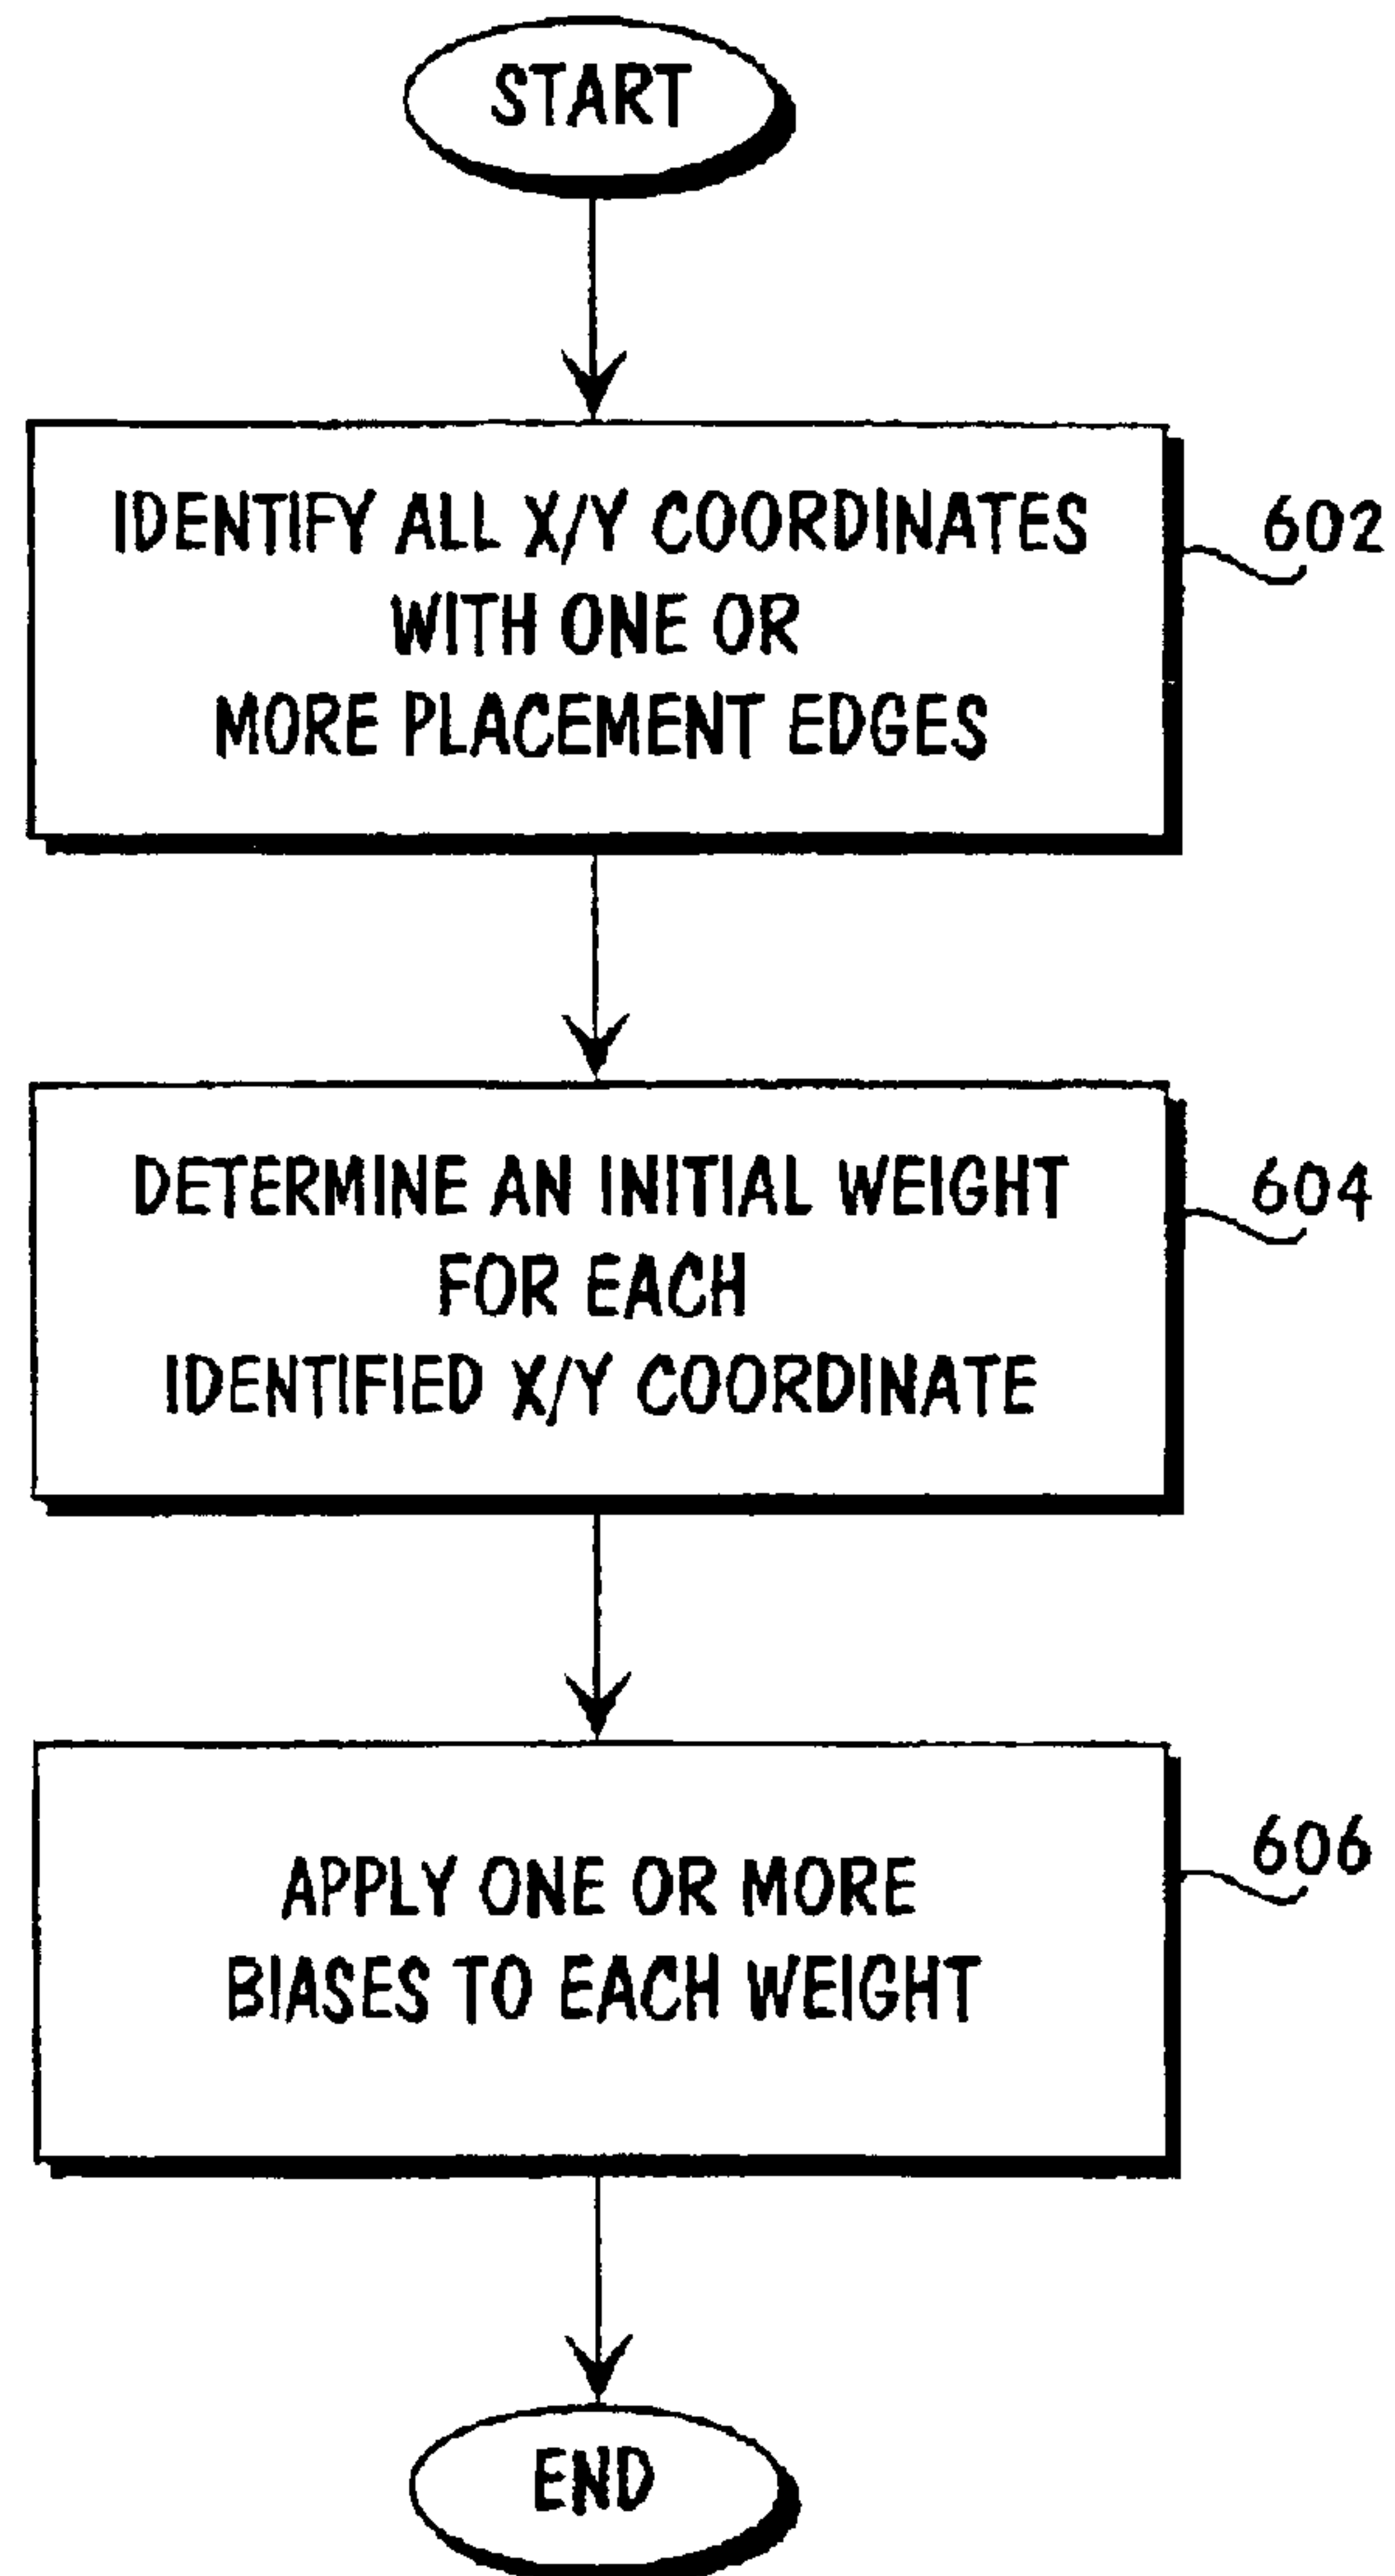 START
IDENTIFY ALL X/Y COORDINATES
WITH ONE OR
MORE PLACEMENT EDGES
602
DETERMINE AN INITIAL WEIGHT
FOR EACH
IDENTIFIED X/Y COORDINATE
604
APPLY ONE OR MORE
BIASES TO EACH WEIGHT
606
END